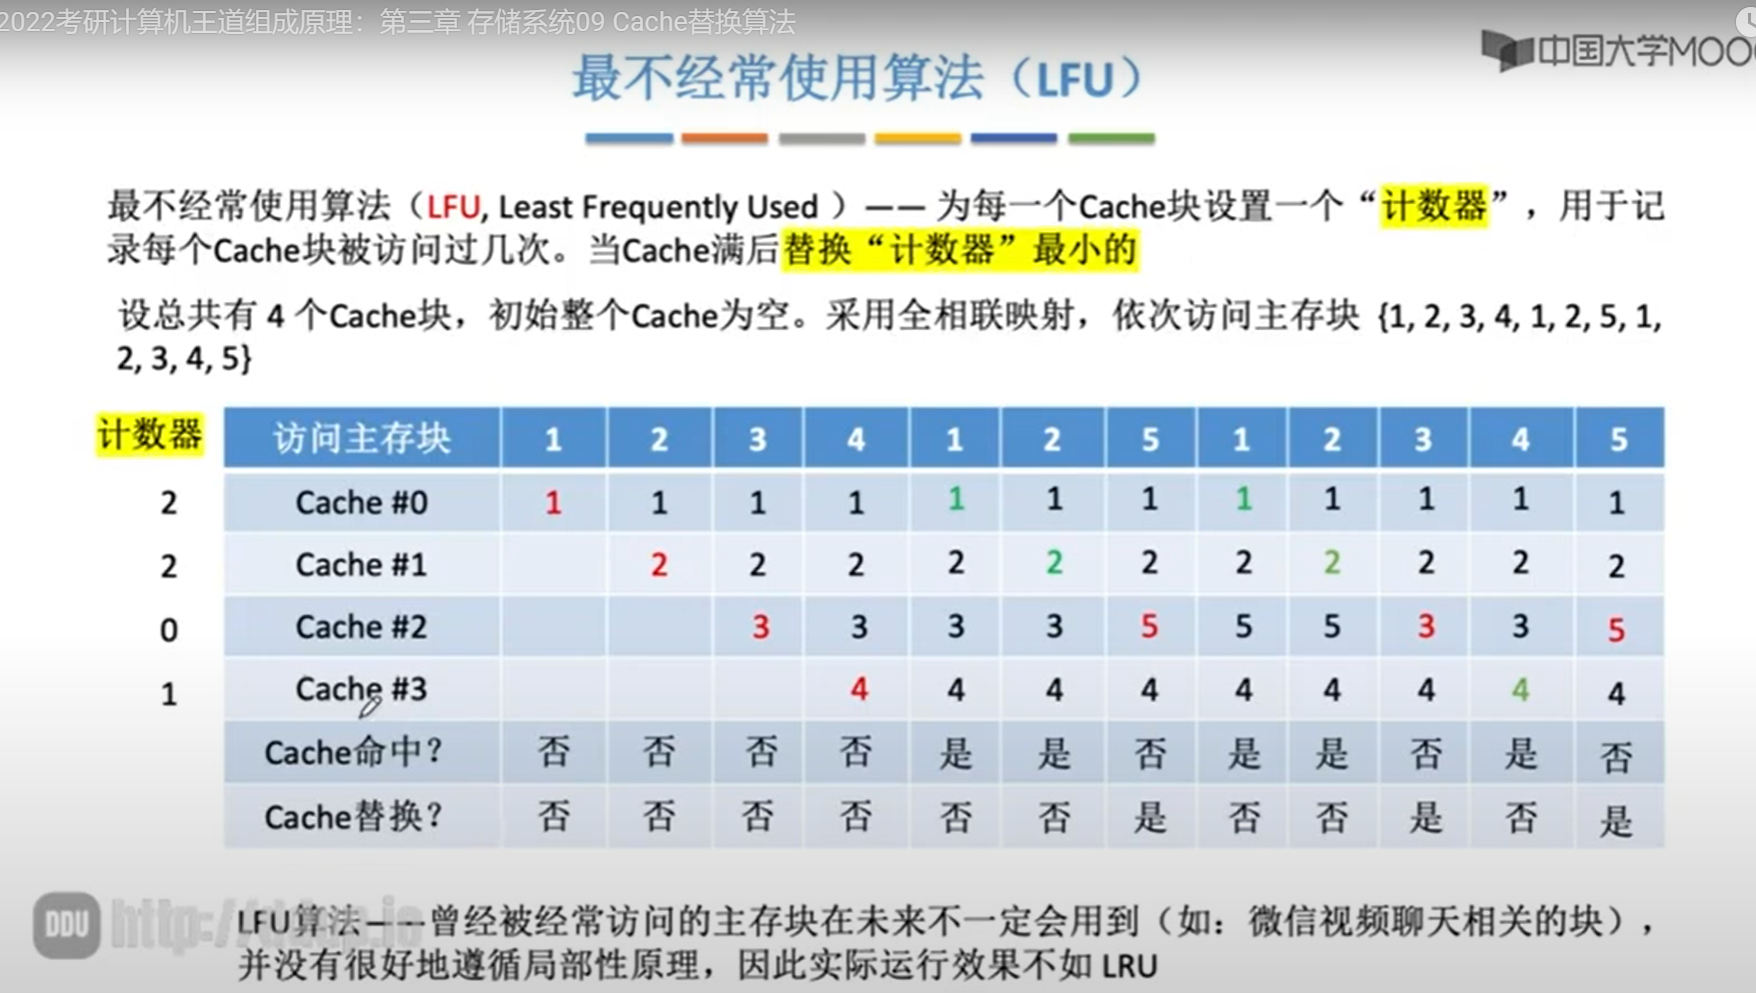 2022考研计算机王道组成原理：第三章 存储系统09 Cache替换算法
中国大学MOO
最不经常使用算法（LFU）
最不经常使用算法（LFU, Least Frequently Used ）—— 为每一个Cache块设置一个“计数器”，用于记
录每个Cache块被访问过几次。当Cache满后替换“计数器”最小的
设总共有 4 个Cache块，初始整个Cache为空。采用全相联映射，依次访问主存块 {1, 2, 3, 4, 1, 2, 5, 1,
2, 3, 4, 5}
计数器 访问主存块 1 2 3 4 1 2 5 1 2 3 4 5
2 Cache #0 1 1 1 1 1 1 1 1 1 1 1 1
2 Cache #1 2 2 2 2 2 2 2 2 2 2 2
0 Cache #2 3 3 3 3 5 5 5 3 3 5
1 Cache #3 4 4 4 4 4 4 4 4 4
Cache命中？ 否 否 否 否 是 是 否 是 是 否 是 否
Cache替换？ 否 否 否 否 否 否 是 否 否 是 否 是
DDU
LFU算法——曾经被经常访问的主存块在未来不一定会用到（如：微信视频聊天相关的块），
并没有很好地遵循局部性原理，因此实际运行效果不如 LRU